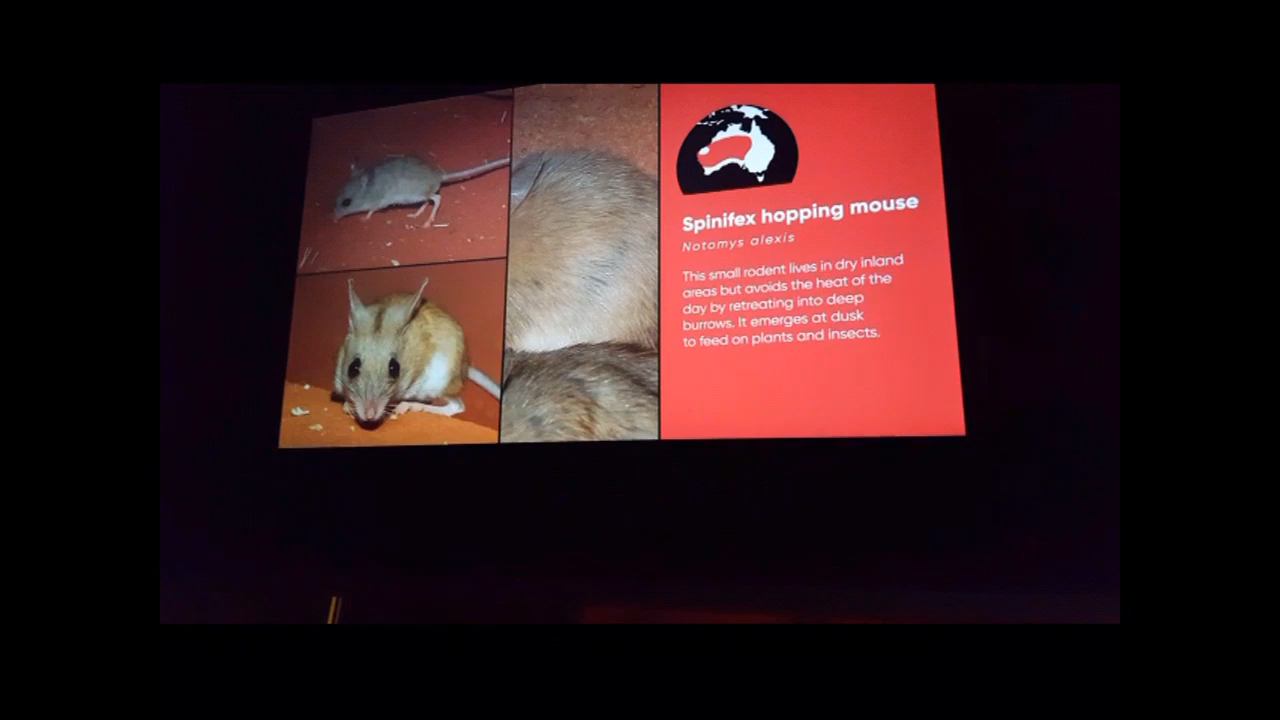 Spinifex hopping mouse
Notomys alexis
This small rodent lives in dry inland
areas but avoids the heat of the
day by retreating into deep
burrows. It emerges at dusk
to feed on plants and insects.